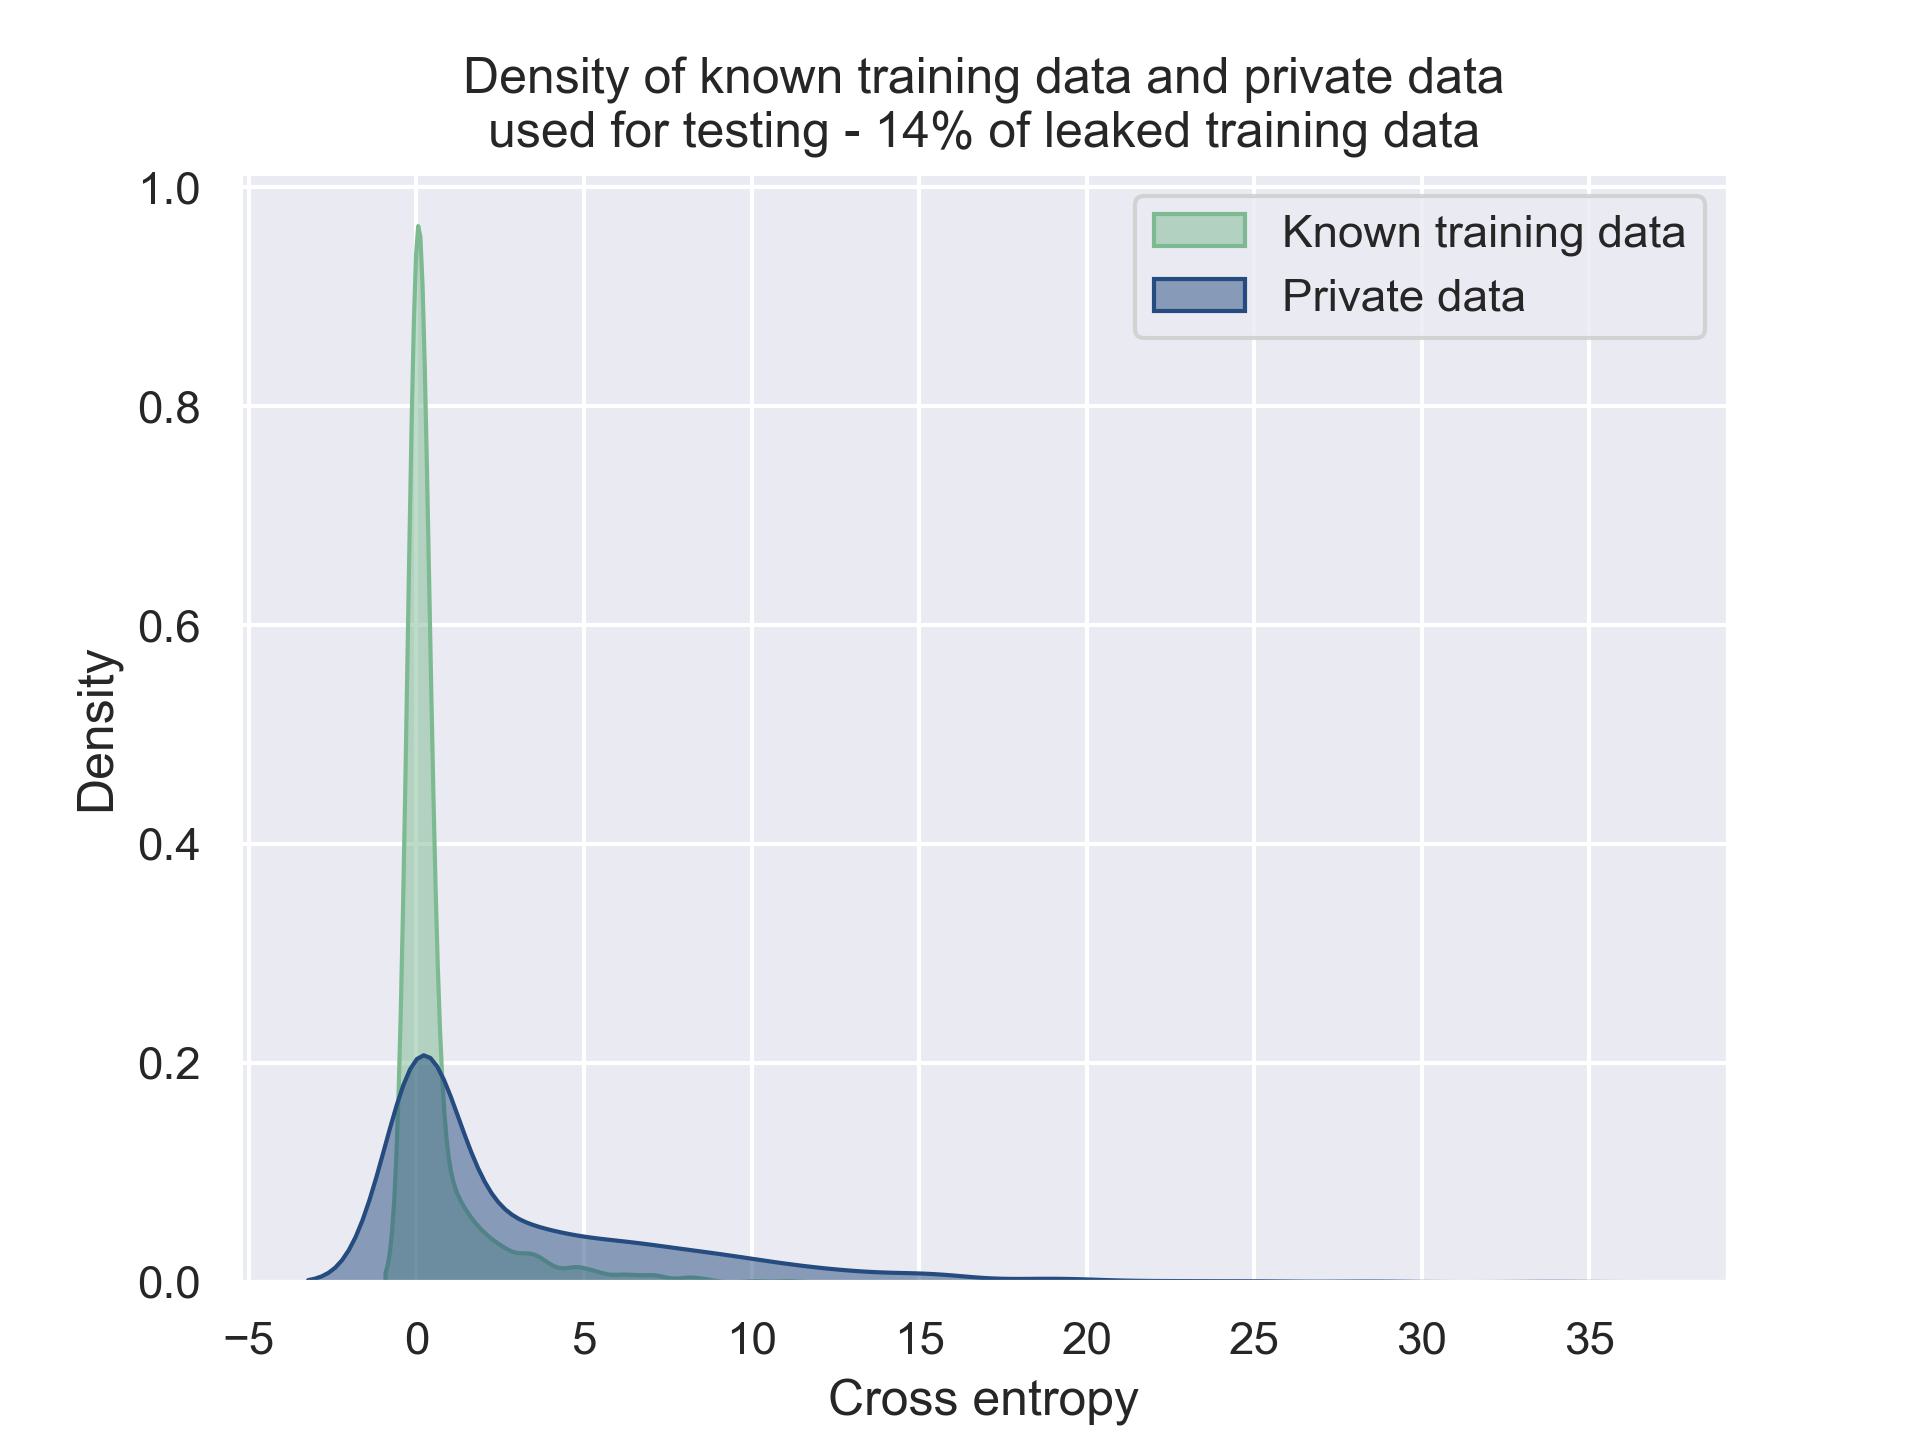 Density of known training data and private data
used for testing - 14% of leaked training data
1.0
0.8
0.6
0.4
0.2
0.0
Density
Known training data
Private data
−5 0 5 10 15 20 25 30 35
Cross entropy